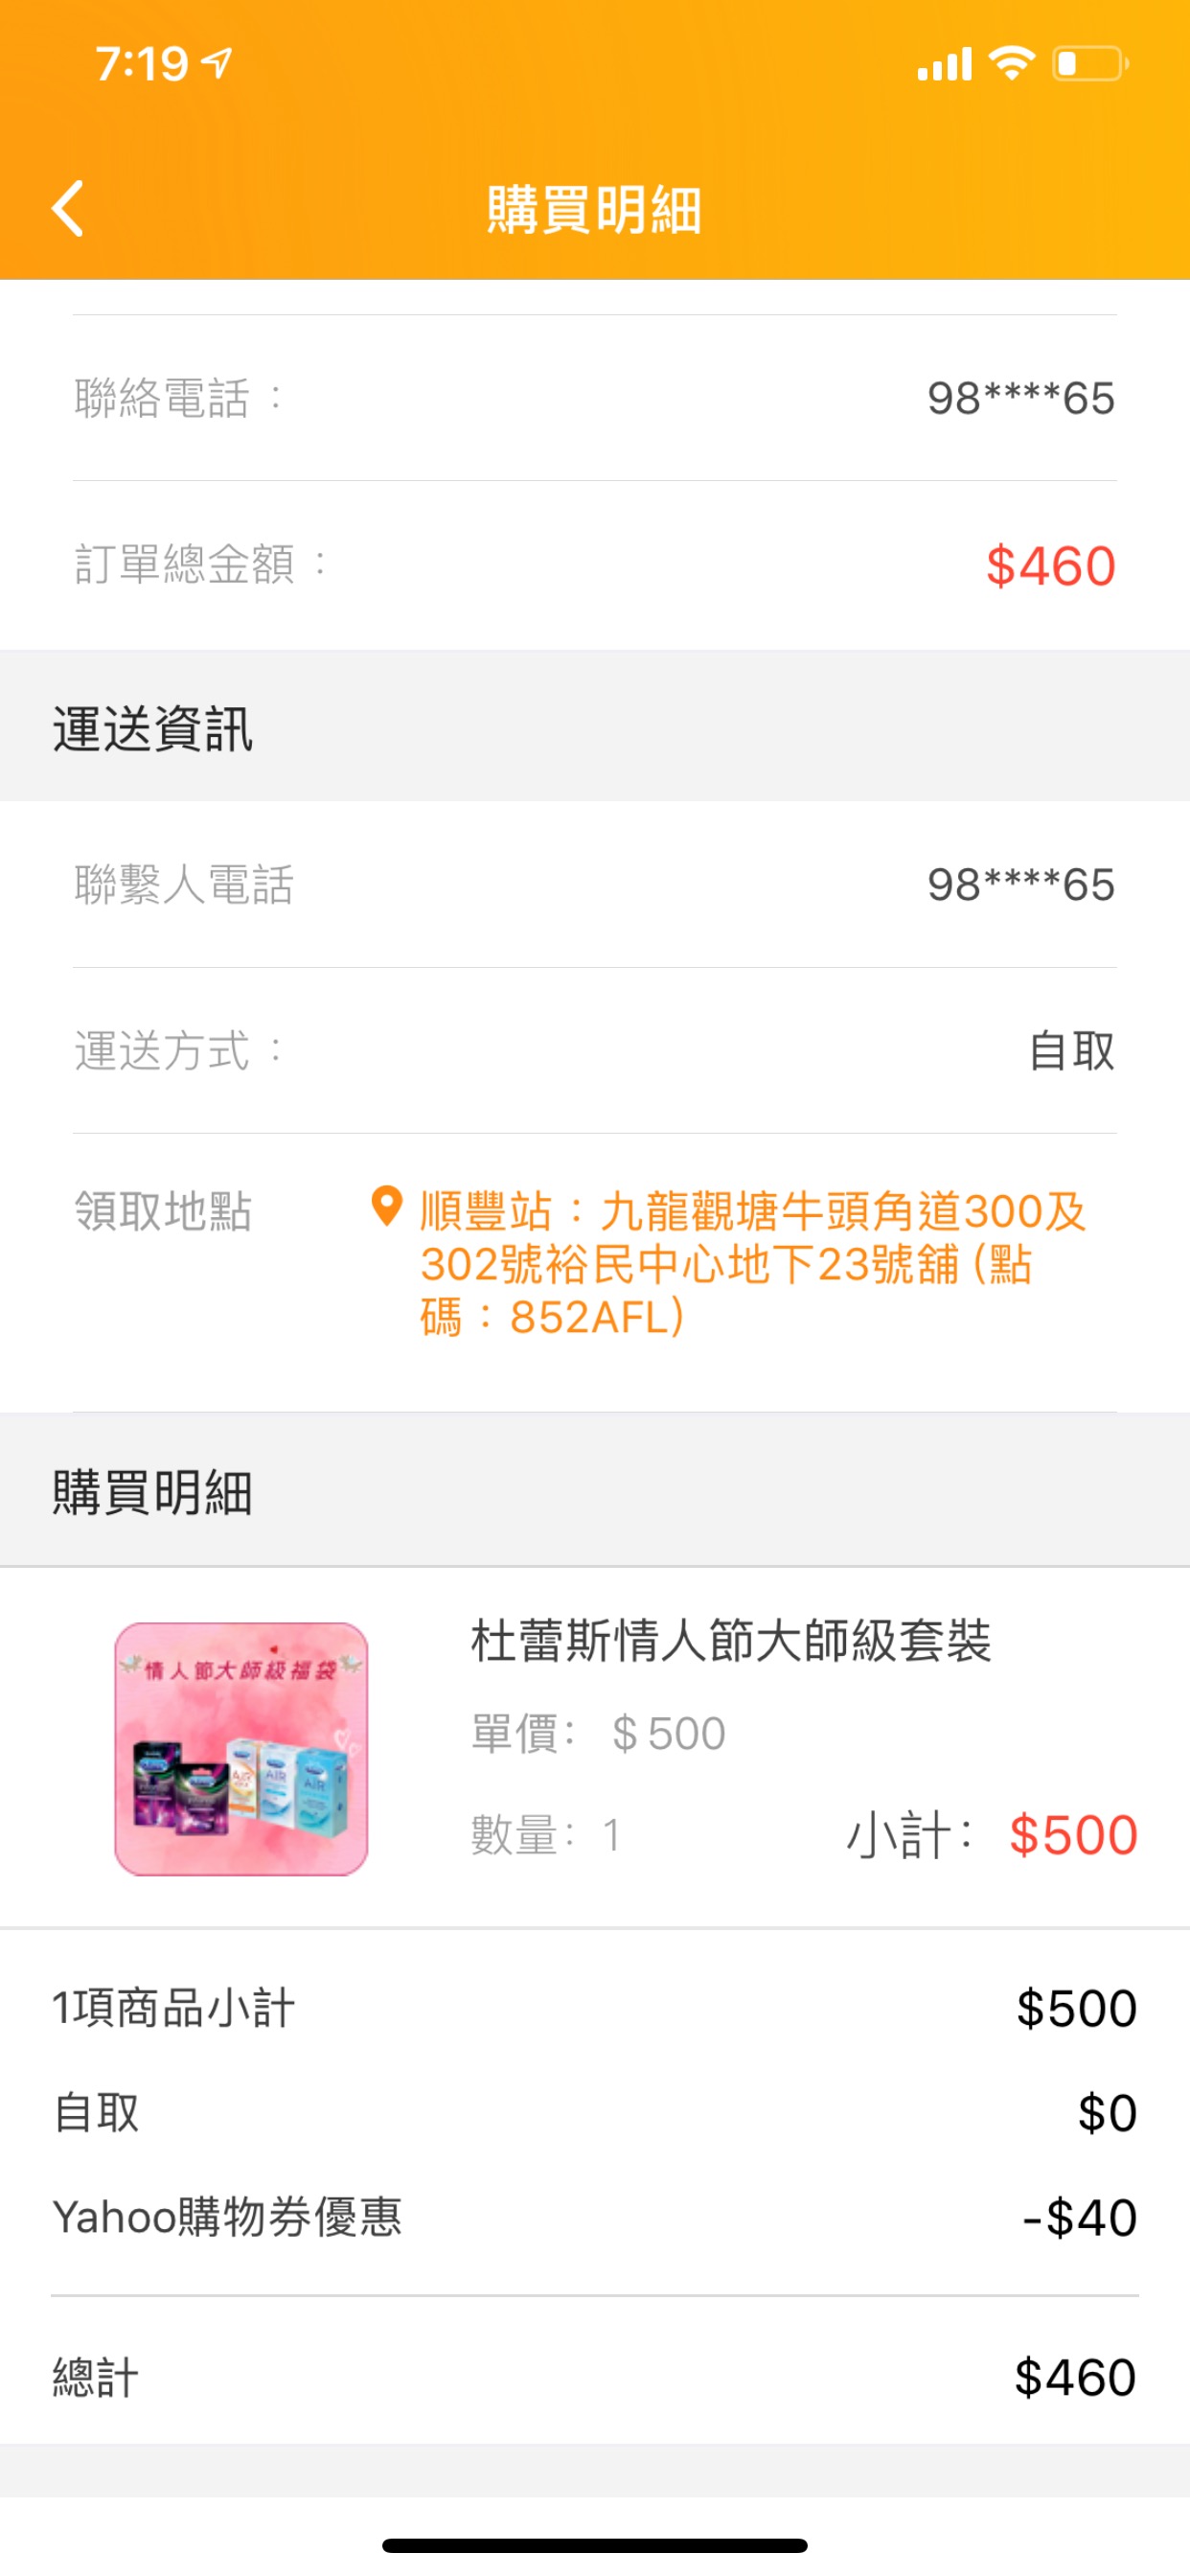 7:19
購買明細
聯絡電話：
98****65
訂單總金額：
$460
運送資訊
聯繫人電話
98****65
運送方式：
自取
領取地點
順豐站：九龍觀塘牛頭角道300及
302號裕民中心地下23號舖 (點
碼：852AFL)
購買明細
情人節大師級福袋
AIR
AIR
杜蕾斯情人節大師級套裝
單價： $ 500
數量：1
小計： $500
1項商品小計
$500
自取
$0
Yahoo購物券優惠
-$40
總計
$460